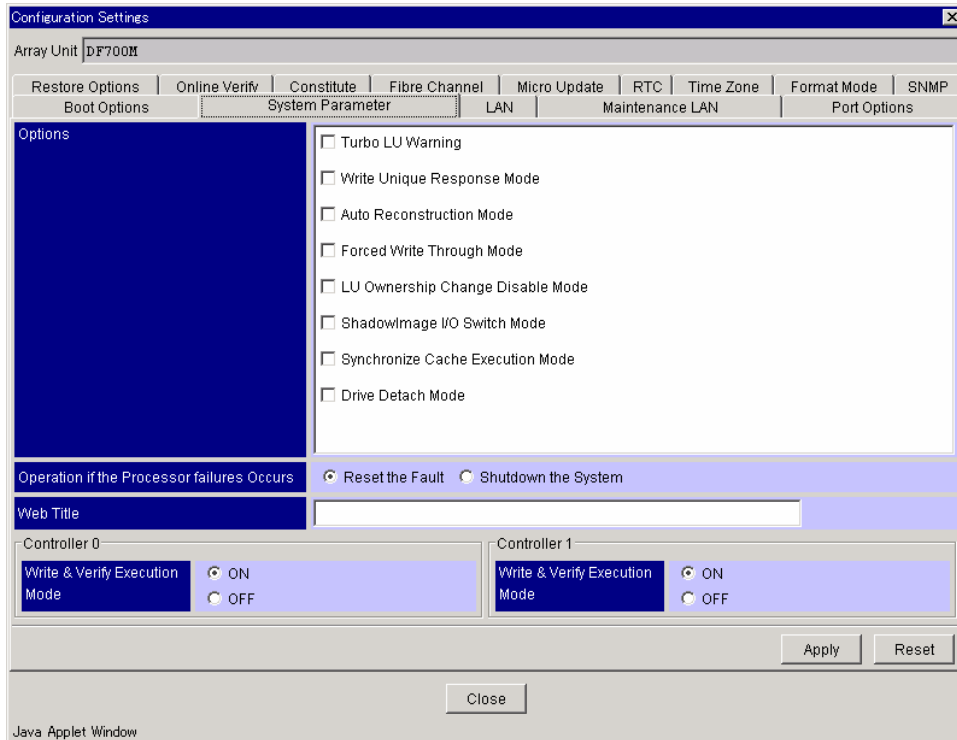 Configuration Settings
Array Unit DF700M
Restore Options Online Verify Constitute Fibre Channel Micro Update RTC Time Zone Format Mode SNMP
Boot Options System Parameter LAN Maintenance LAN Port Options
Options
Turbo LU Warning
Write Unique Response Mode
Auto Reconstruction Mode
Forced Write Through Mode
LU Ownership Change Disable Mode
ShadowImage I/O Switch Mode
Synchronize Cache Execution Mode
Drive Detach Mode
Operation if the Processor failures Occurs Reset the Fault Shutdown the System
Web Title
Controller 0 Controller 1
Write & Verify Execution Mode ON OFF
Write & Verify Execution Mode ON OFF
Apply Reset
Close
Java Applet Window